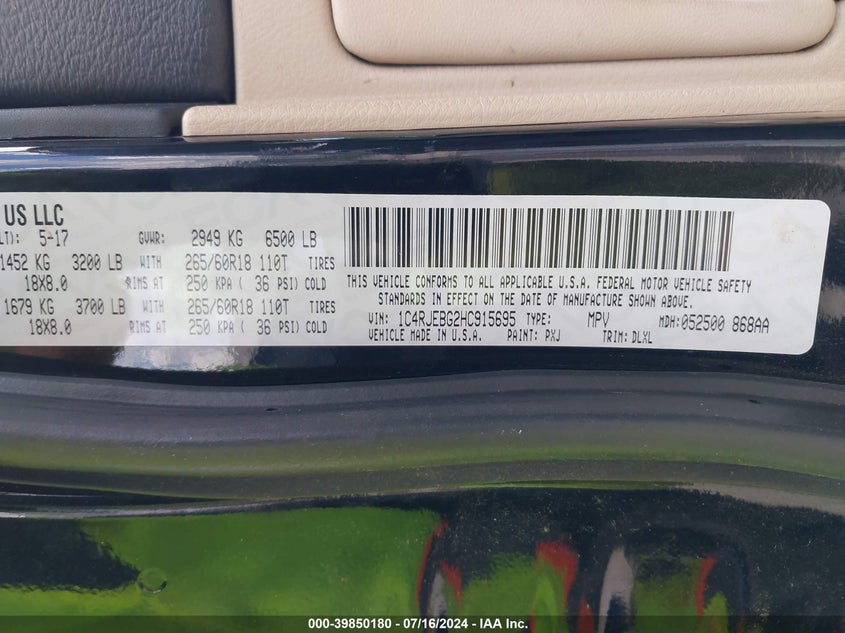 US LLC
LT): 5-17 GVWR: 2949 KG 6500 LB
1452 KG 3200 LB WITH 265/60R18 110T TIRES
18X8.0 250 KPA ( 36 PSI) COLD
1679 KG 3700 LB WITH 265/60R18 110T TIRES
18X8.0 250 KPA ( 36 PSI) COLD
THIS VEHICLE CONFORMS TO ALL APPLICABLE U.S.A. FEDERAL MOTOR VEHICLE SAFETY
STANDARDS IN EFFECT ON THE DATE OF MANUFACTURE SHOWN ABOVE.
VIN: 1C4RJEBG2HC915695 TYPE: MPV MDH:052500 868AA
VEHICLE MADE IN U.S.A. PAINT: PXJ TRIM: DLXL
000-39850180 - 07/16/2024 - IAA Inc.